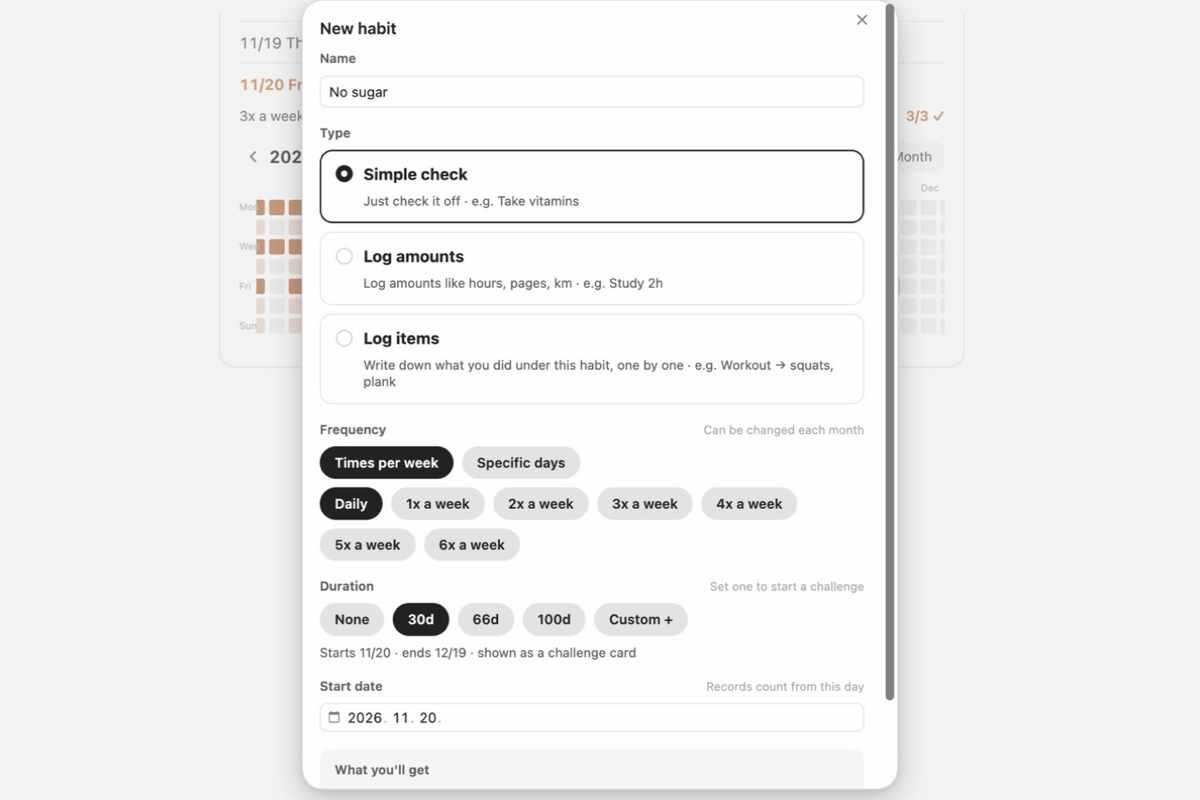 11/19 Th
11/20 Fr
3x a week
3/3 ✓
202
Month
Dec
Mon
Wed
Fri
Sun
New habit
Name
No sugar
Type
Simple check
Just check it off · e.g. Take vitamins
Log amounts
Log amounts like hours, pages, km · e.g. Study 2h
Log items
Write down what you did under this habit, one by one · e.g. Workout → squats,
plank
Frequency
Can be changed each month
Times per week
Specific days
Daily
1x a week
2x a week
3x a week
4x a week
5x a week
6x a week
Duration
Set one to start a challenge
None
30d
66d
100d
Custom +
Starts 11/20 · ends 12/19 · shown as a challenge card
Start date
Records count from this day
2026. 11. 20.
What you'll get